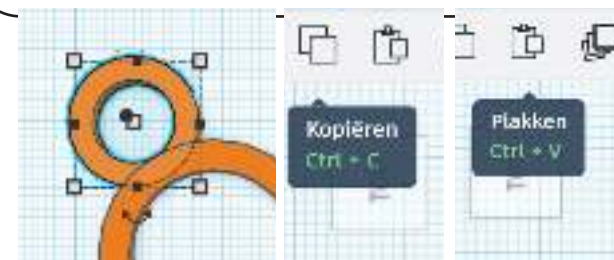 Kopiëren
Ctrl + C
Plakken
Ctrl + V